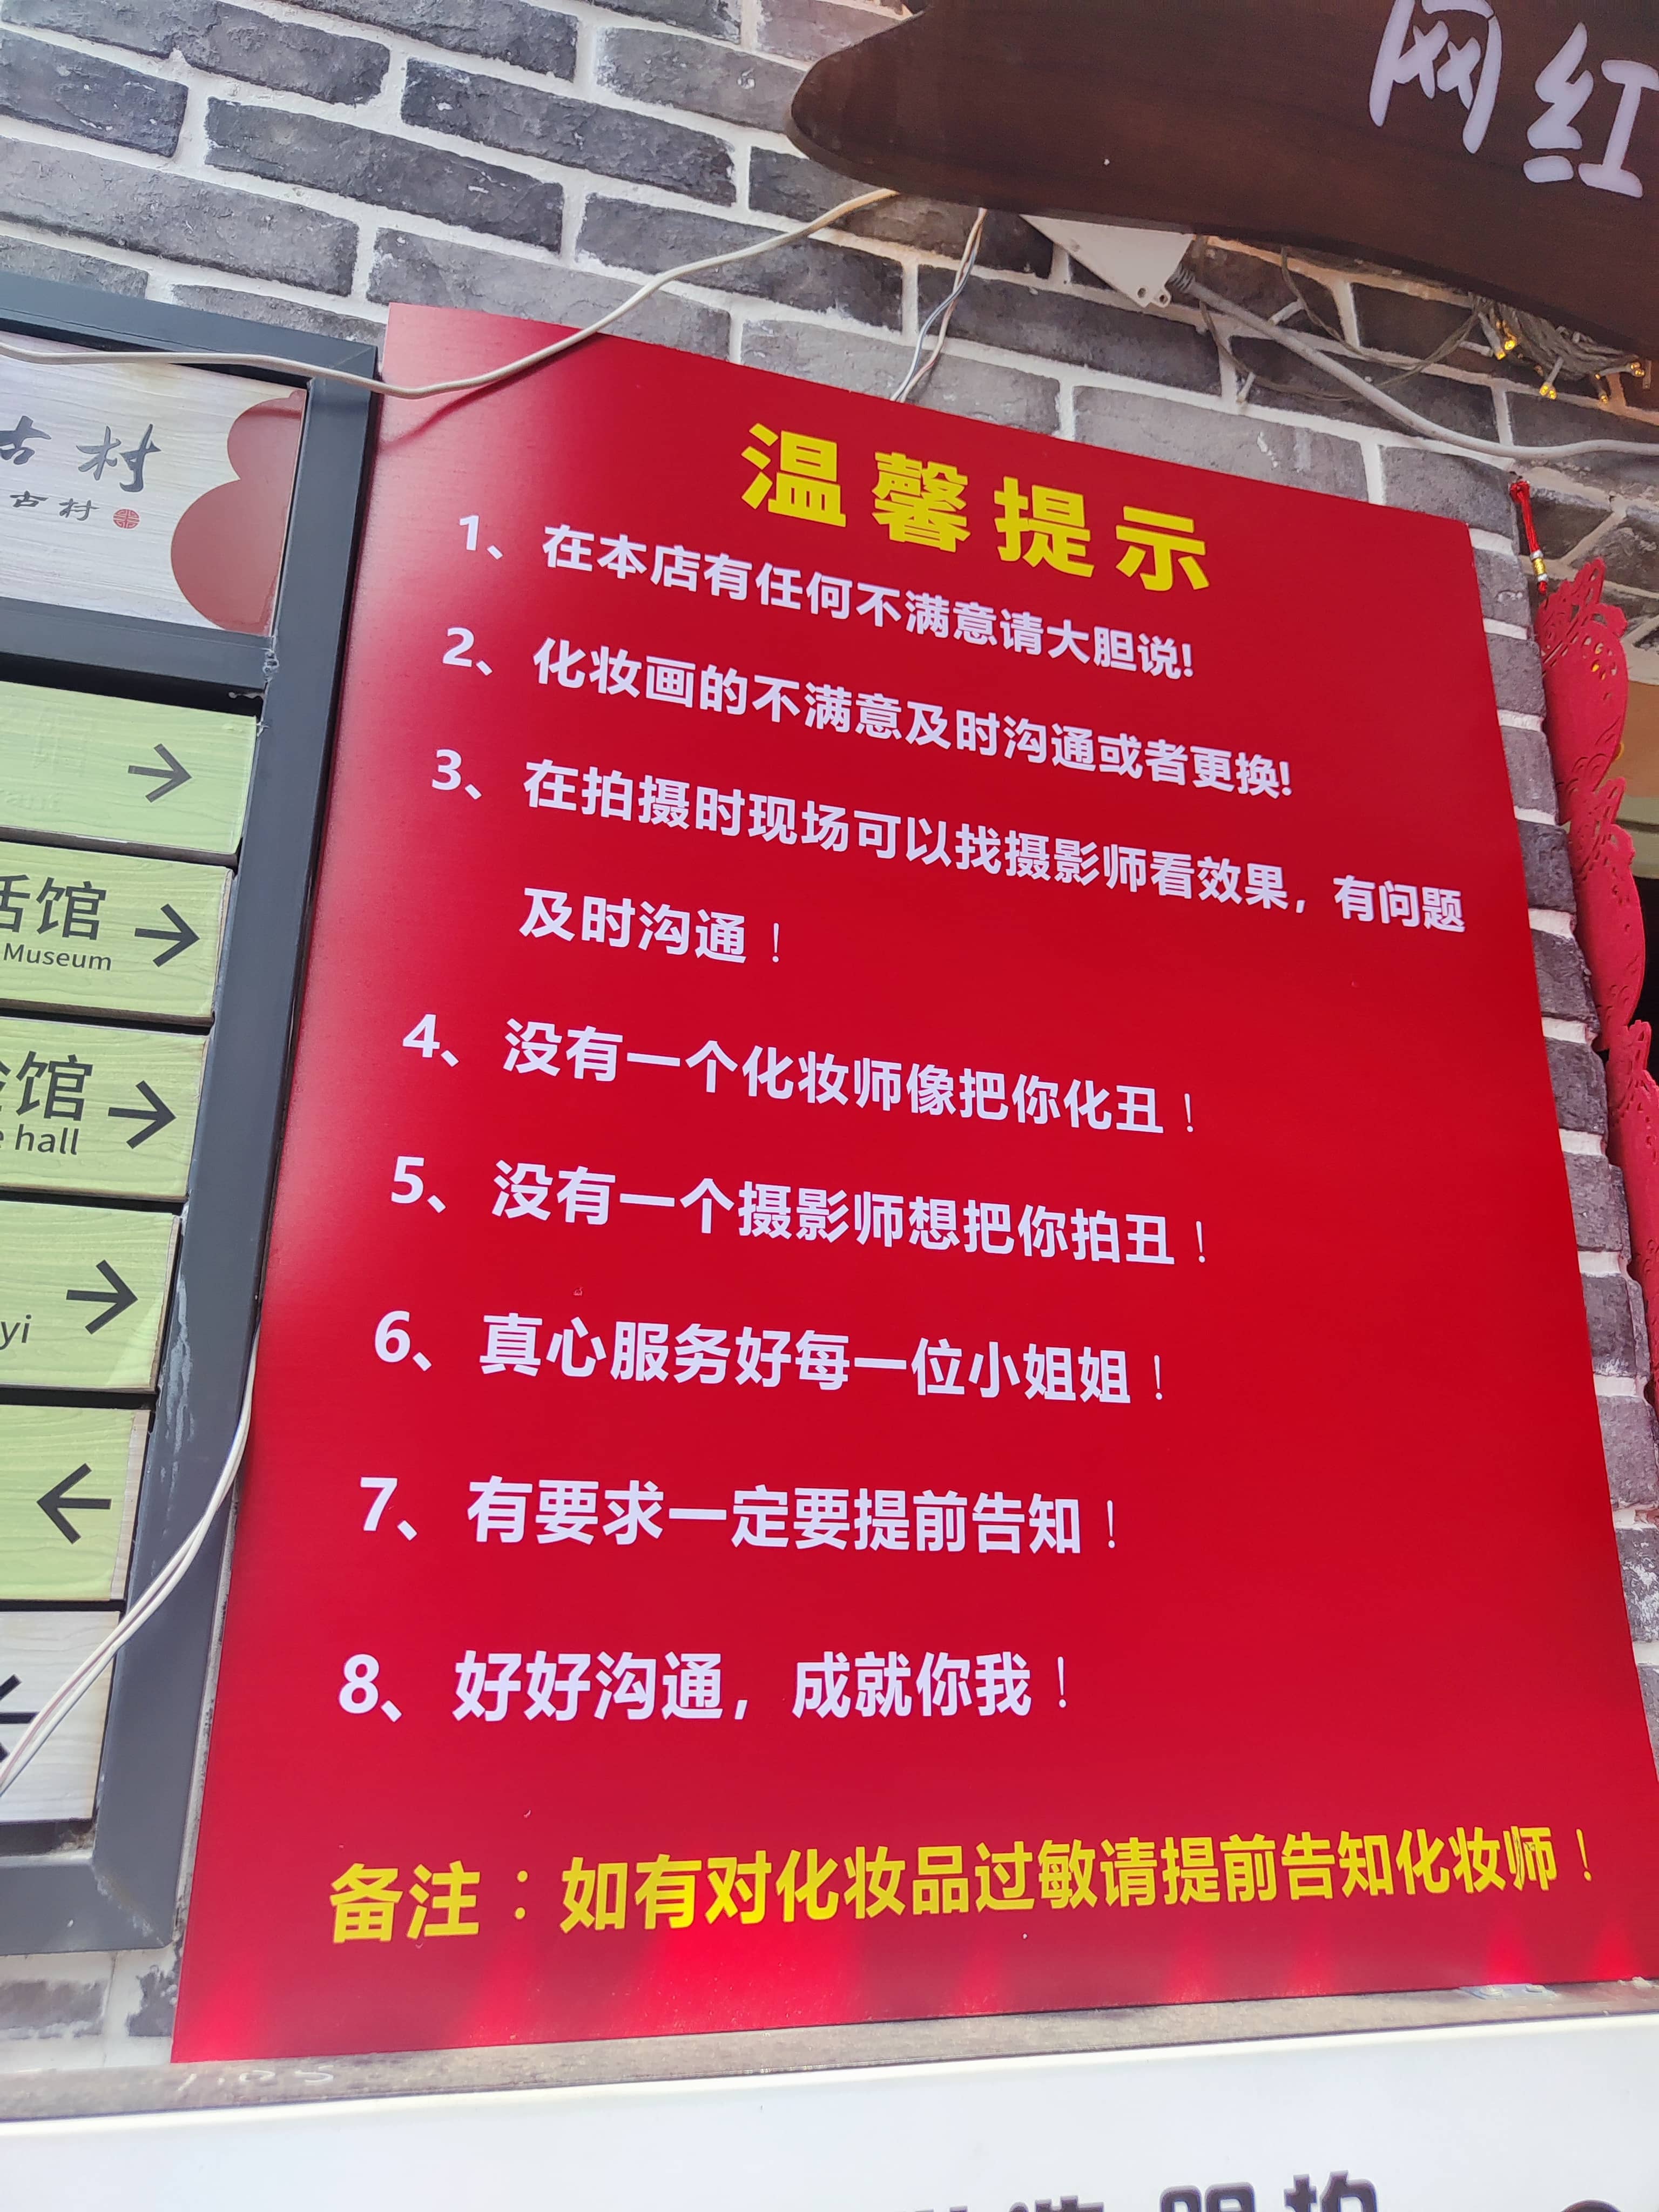 网红
古村
古村
温馨提示
1、在本店有任何不满意请大胆说!
2、化妆画的不满意及时沟通或者更换!
3、在拍摄时现场可以找摄影师看效果，有问题
及时沟通！
4、没有一个化妆师像把你化丑！
5、没有一个摄影师想把你拍丑！
6、真心服务好每一位小姐姐！
7、有要求一定要提前告知！
8、好好沟通，成就你我！
备注：如有对化妆品过敏请提前告知化妆师！
→
活馆 →
Museum
馆 →
hall
→
yi
←